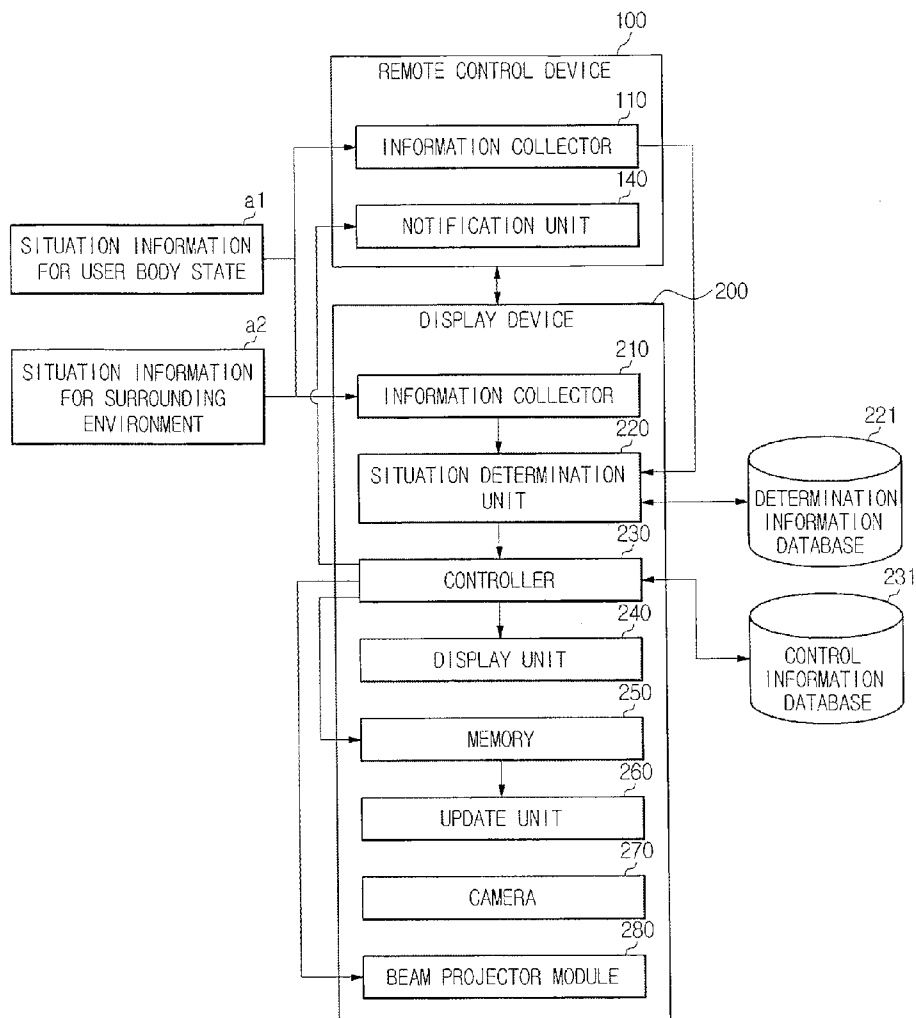 100
REMOTE CONTROL DEVICE
110
INFORMATION COLLECTOR
140
NOTIFICATION UNIT
a1
SITUATION INFORMATION
FOR USER BODY STATE
a2
SITUATION INFORMATION
FOR SURROUNDING
ENVIRONMENT
200
DISPLAY DEVICE
210
INFORMATION COLLECTOR
220
SITUATION DETERMINATION
UNIT
221
DETERMINATION
INFORMATION
DATABASE
230
CONTROLLER
231
CONTROL
INFORMATION
DATABASE
240
DISPLAY UNIT
250
MEMORY
260
UPDATE UNIT
270
CAMERA
280
BEAM PROJECTOR MODULE